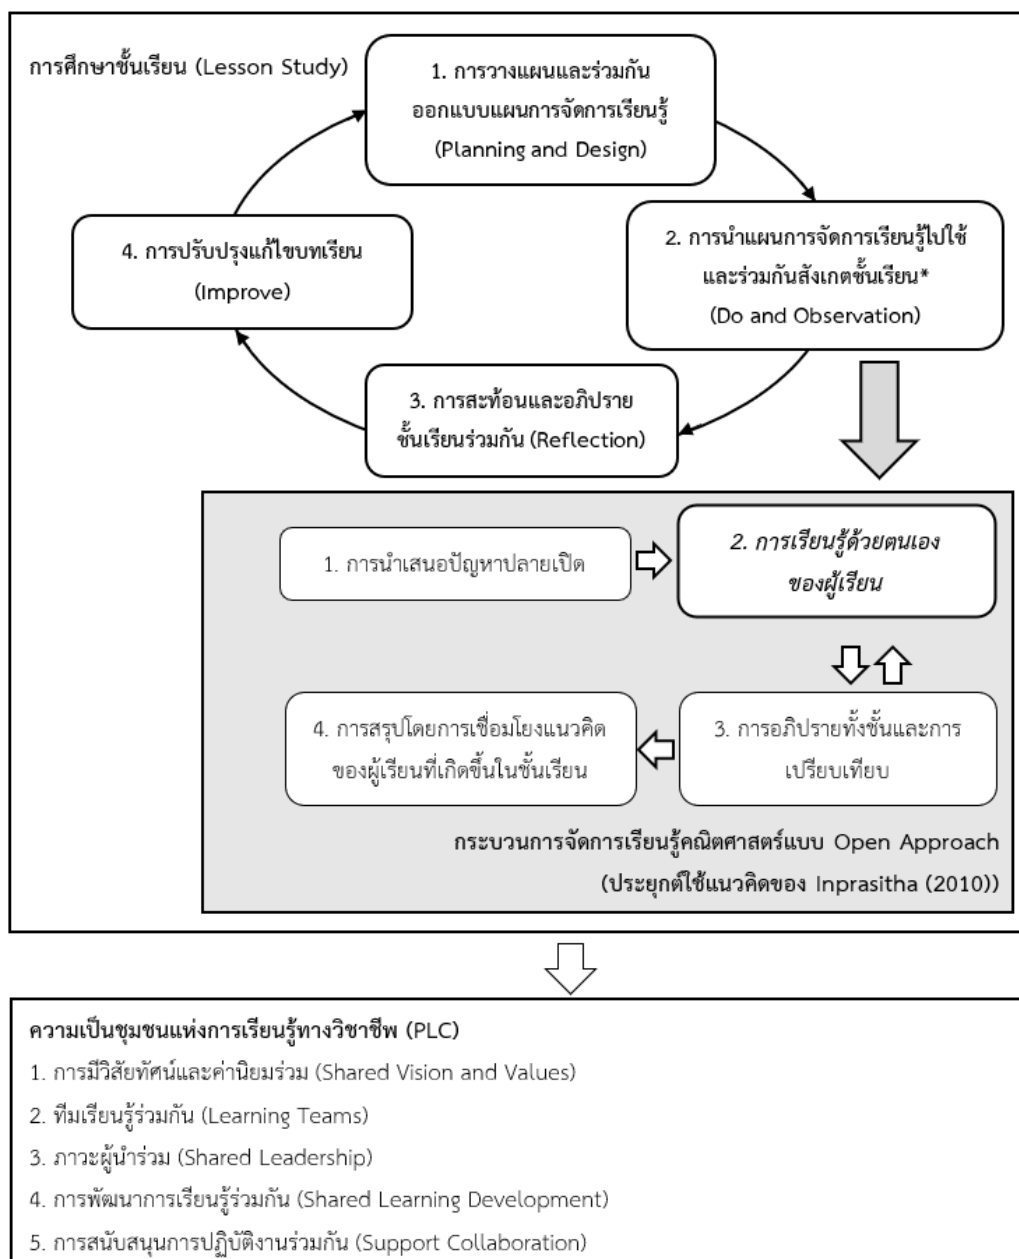 การศึกษาชั้นเรียน (Lesson Study)
1. การวางแผนและร่วมกัน
ออกแบบแผนการจัดการเรียนรู้
(Planning and Design)
2. การนำแผนการจัดการเรียนรู้ไปใช้
และร่วมกันสังเกตชั้นเรียน*
(Do and Observation)
3. การสะท้อนและอภิปราย
ชั้นเรียนร่วมกัน (Reflection)
4. การปรับปรุงแก้ไขบทเรียน
(Improve)
1. การนำเสนอปัญหาปลายเปิด
2. การเรียนรู้ด้วยตนเอง
ของผู้เรียน
3. การอภิปรายทั้งชั้นและการ
เปรียบเทียบ
4. การสรุปโดยการเชื่อมโยงแนวคิด
ของผู้เรียนที่เกิดขึ้นในชั้นเรียน
กระบวนการจัดการเรียนรู้คณิตศาสตร์แบบ Open Approach
(ประยุกต์ใช้แนวคิดของ Inprasitha (2010))
ความเป็นชุมชนแห่งการเรียนรู้ทางวิชาชีพ (PLC)
1. การมีวิสัยทัศน์และค่านิยมร่วม (Shared Vision and Values)
2. ทีมเรียนรู้ร่วมกัน (Learning Teams)
3. ภาวะผู้นำร่วม (Shared Leadership)
4. การพัฒนาการเรียนรู้ร่วมกัน (Shared Learning Development)
5. การสนับสนุนการปฏิบัติงานร่วมกัน (Support Collaboration)